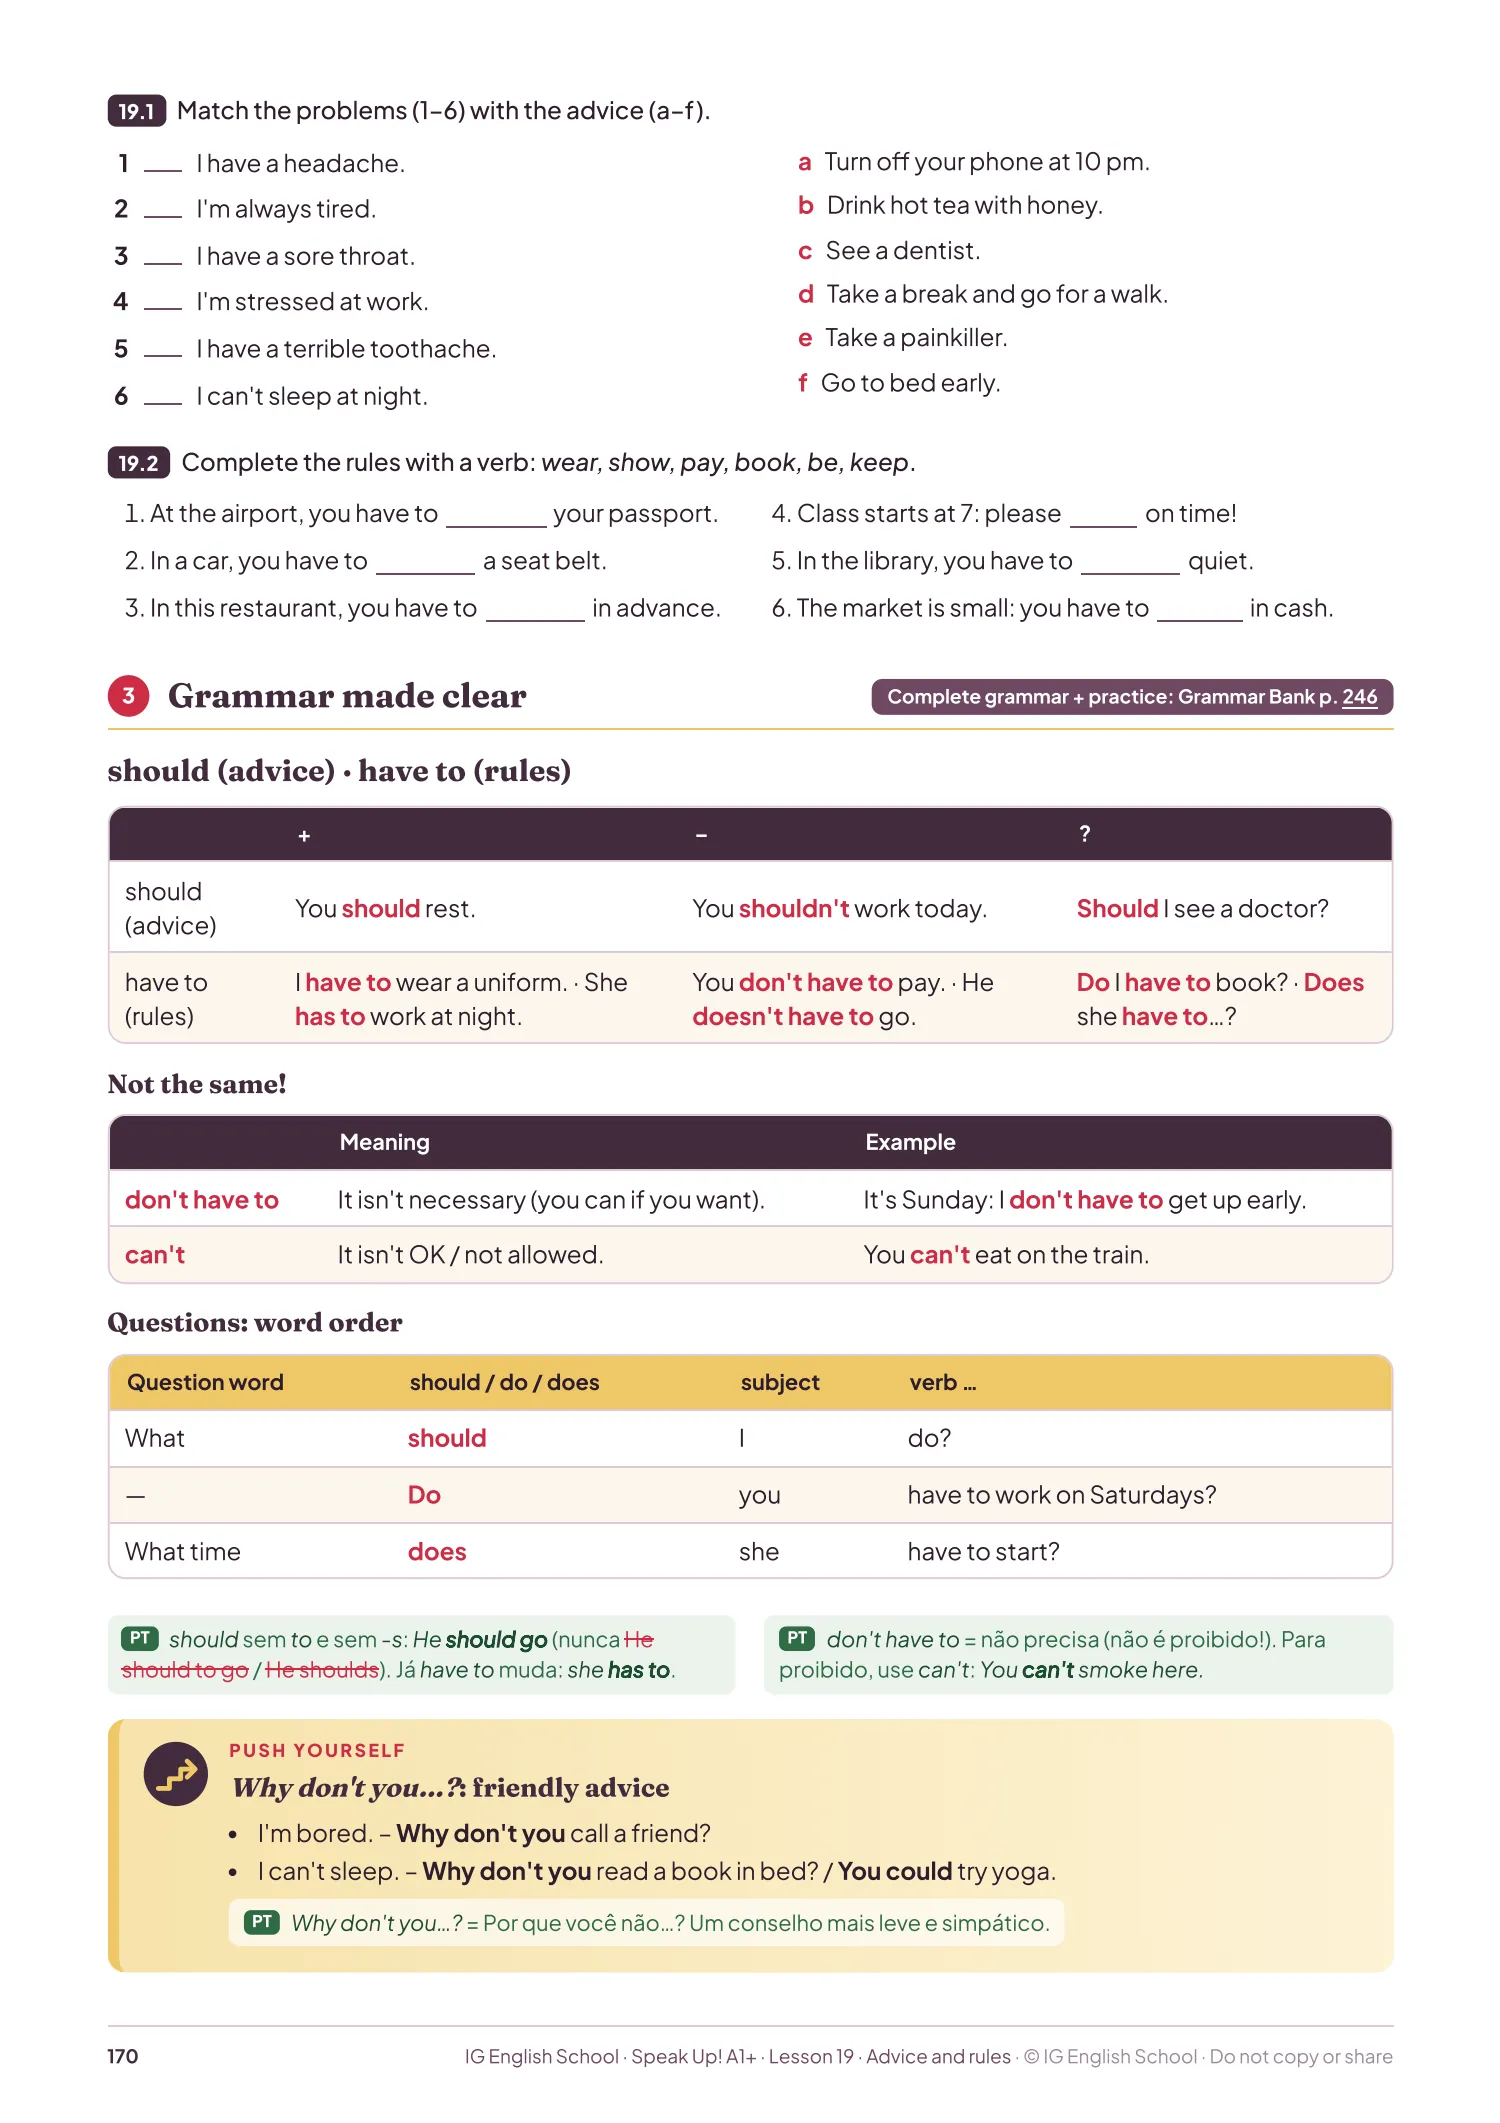 19.1 Match the problems (1–6) with the advice (a–f).
1 ___ I have a headache.
2 ___ I'm always tired.
3 ___ I have a sore throat.
4 ___ I'm stressed at work.
5 ___ I have a terrible toothache.
6 ___ I can't sleep at night.
a Turn off your phone at 10 pm.
b Drink hot tea with honey.
c See a dentist.
d Take a break and go for a walk.
e Take a painkiller.
f Go to bed early.
19.2 Complete the rules with a verb: wear, show, pay, book, be, keep.
1. At the airport, you have to ________ your passport.
2. In a car, you have to ________ a seat belt.
3. In this restaurant, you have to ________ in advance.
4. Class starts at 7: please _____ on time!
5. In the library, you have to ________ quiet.
6. The market is small: you have to _______ in cash.
3 Grammar made clear
Complete grammar + practice: Grammar Bank p. 246
should (advice) · have to (rules)
+ – ?
should (advice)
You should rest.
You shouldn't work today.
Should I see a doctor?
have to (rules)
I have to wear a uniform. · She
has to work at night.
You don't have to pay. · He
doesn't have to go.
Do I have to book? · Does
she have to…?
Not the same!
Meaning Example
don't have to It isn't necessary (you can if you want). It's Sunday: I don't have to get up early.
can't It isn't OK / not allowed. You can't eat on the train.
Questions: word order
Question word should / do / does subject verb …
What should I do?
— Do you have to work on Saturdays?
What time does she have to start?
PT should sem to e sem -s: He should go (nunca He
should to go / He shoulds). Já have to muda: she has to.
PT don't have to = não precisa (não é proibido!). Para
proibido, use can't: You can't smoke here.
PUSH YOURSELF
Why don't you…?: friendly advice
• I'm bored. – Why don't you call a friend?
• I can't sleep. – Why don't you read a book in bed? / You could try yoga.
PT Why don't you…? = Por que você não…? Um conselho mais leve e simpático.
170 IG English School · Speak Up! A1+ · Lesson 19 · Advice and rules · © IG English School · Do not copy or share